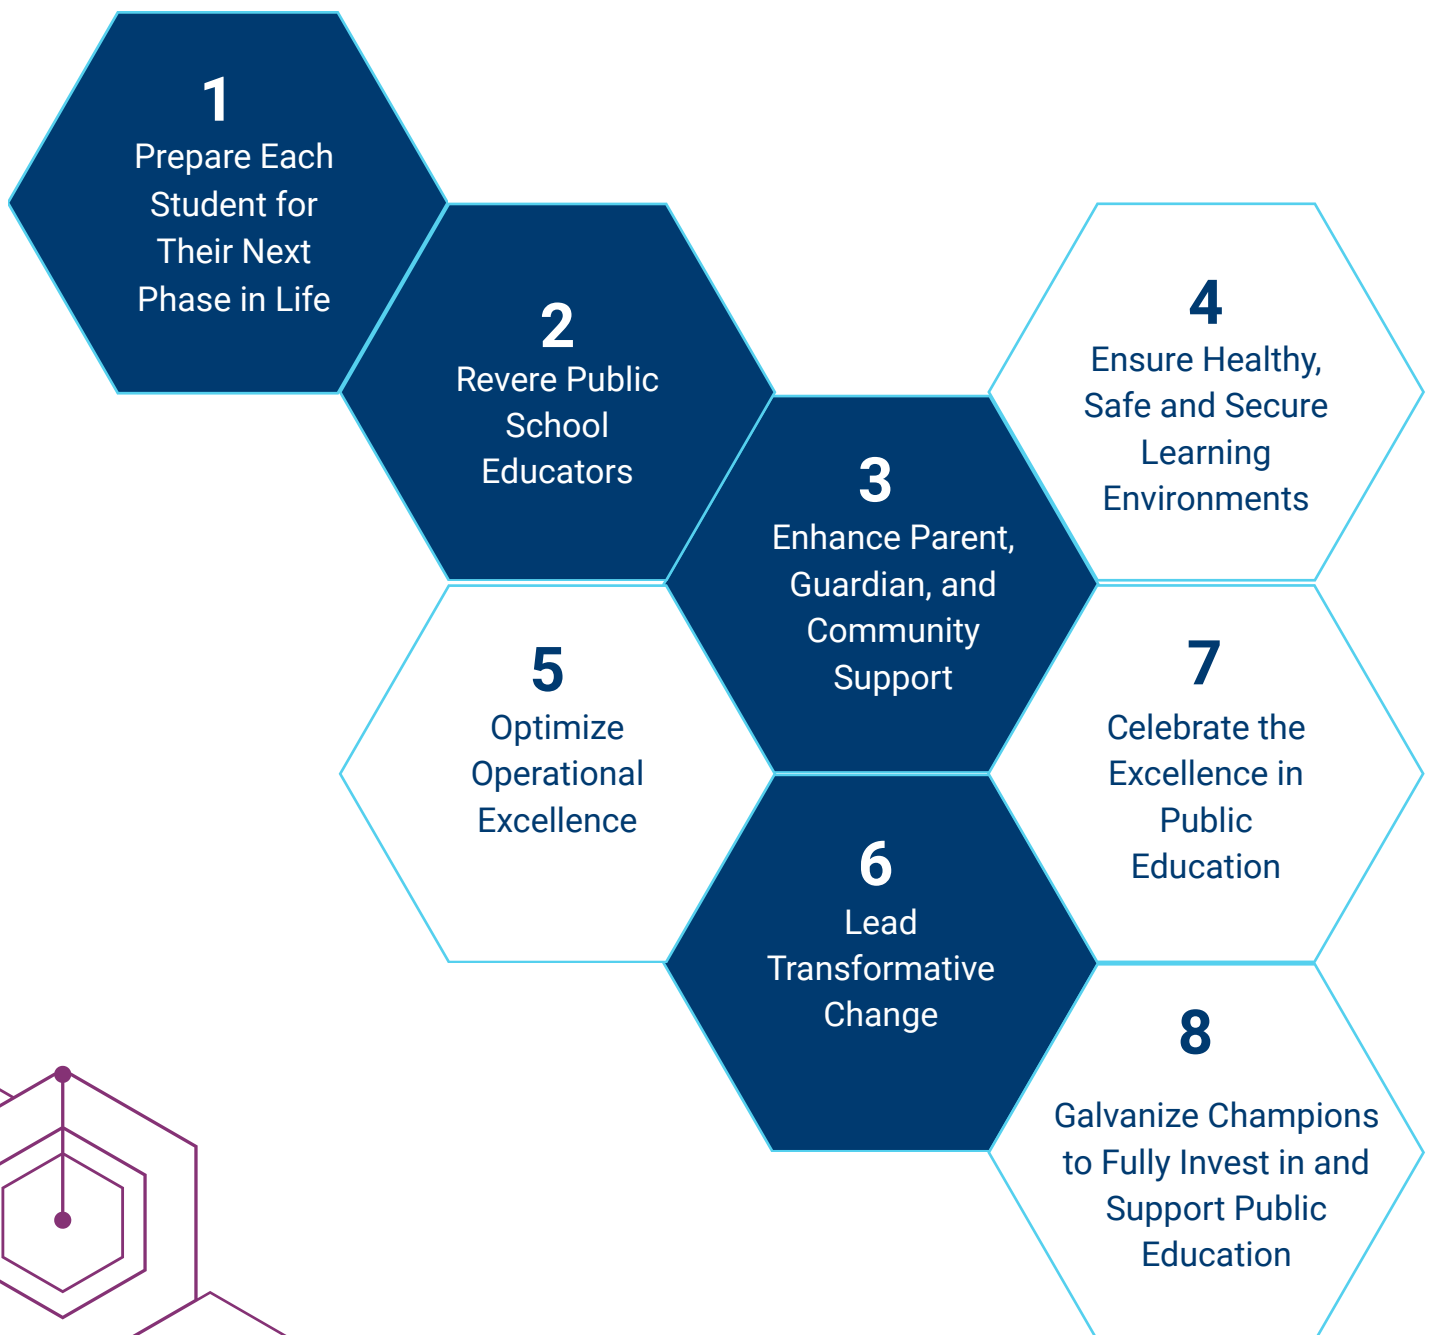 1
Prepare Each
Student for
Their Next
Phase in Life
2
Revere Public
School
Educators
3
Enhance Parent,
Guardian, and
Community
Support
4
Ensure Healthy,
Safe and Secure
Learning
Environments
5
Optimize
Operational
Excellence
6
Lead
Transformative
Change
7
Celebrate the
Excellence in
Public
Education
8
Galvanize Champions
to Fully Invest in and
Support Public
Education